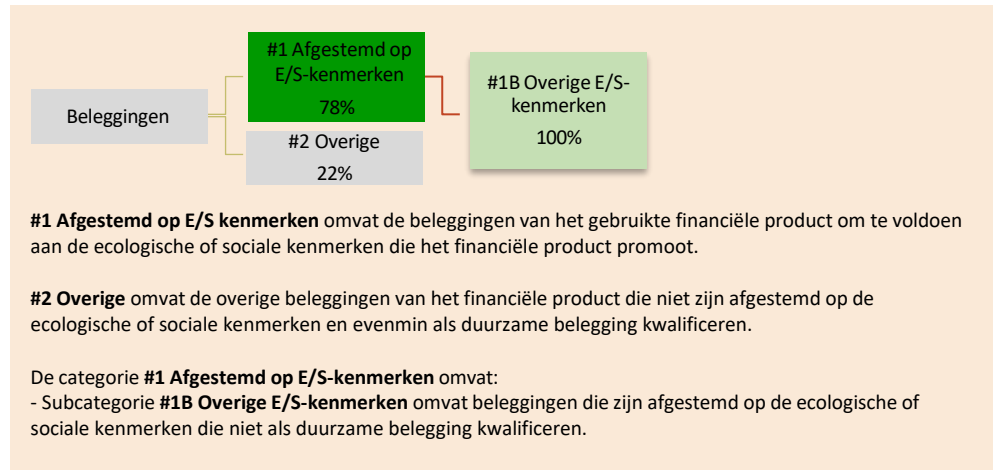 Beleggingen
#1 Afgestemd op
E/S-kenmerken
78%
#2 Overige
22%
#1B Overige E/S-
kenmerken
100%
#1 Afgestemd op E/S kenmerken omvat de beleggingen van het gebruikte financiële product om te voldoen
aan de ecologische of sociale kenmerken die het financiële product promoot.
#2 Overige omvat de overige beleggingen van het financiële product die niet zijn afgestemd op de
ecologische of sociale kenmerken en evenmin als duurzame belegging kwalificeren.
De categorie #1 Afgestemd op E/S-kenmerken omvat:
- Subcategorie #1B Overige E/S-kenmerken omvat beleggingen die zijn afgestemd op de ecologische of
sociale kenmerken die niet als duurzame belegging kwalificeren.